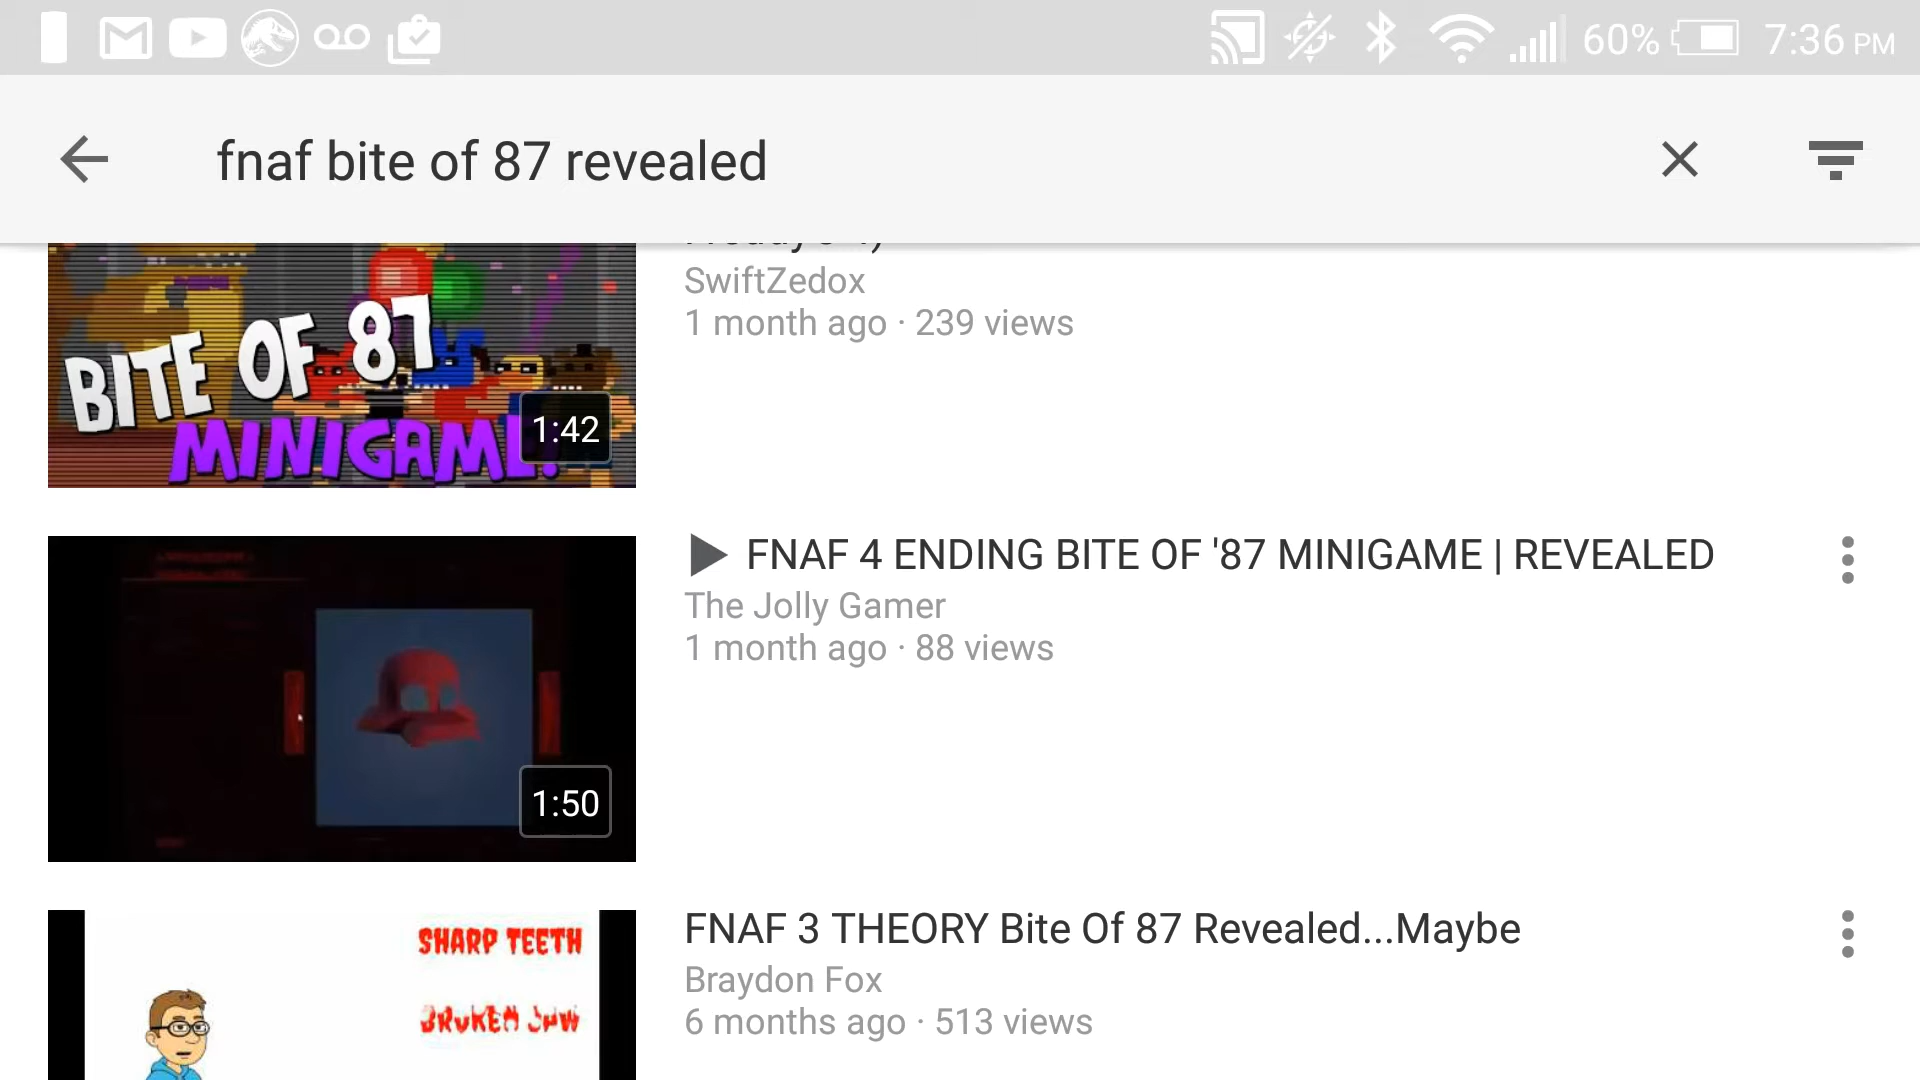 60% 7:36 PM
fnaf bite of 87 revealed
SwiftZedox
1 month ago · 239 views
BITE OF 87
MINIGAME!
1:42
▶ FNAF 4 ENDING BITE OF '87 MINIGAME | REVEALED
The Jolly Gamer
1 month ago · 88 views
1:50
FNAF 3 THEORY Bite Of 87 Revealed...Maybe
Braydon Fox
6 months ago · 513 views
SHARP TEETH
BROKEN JAW